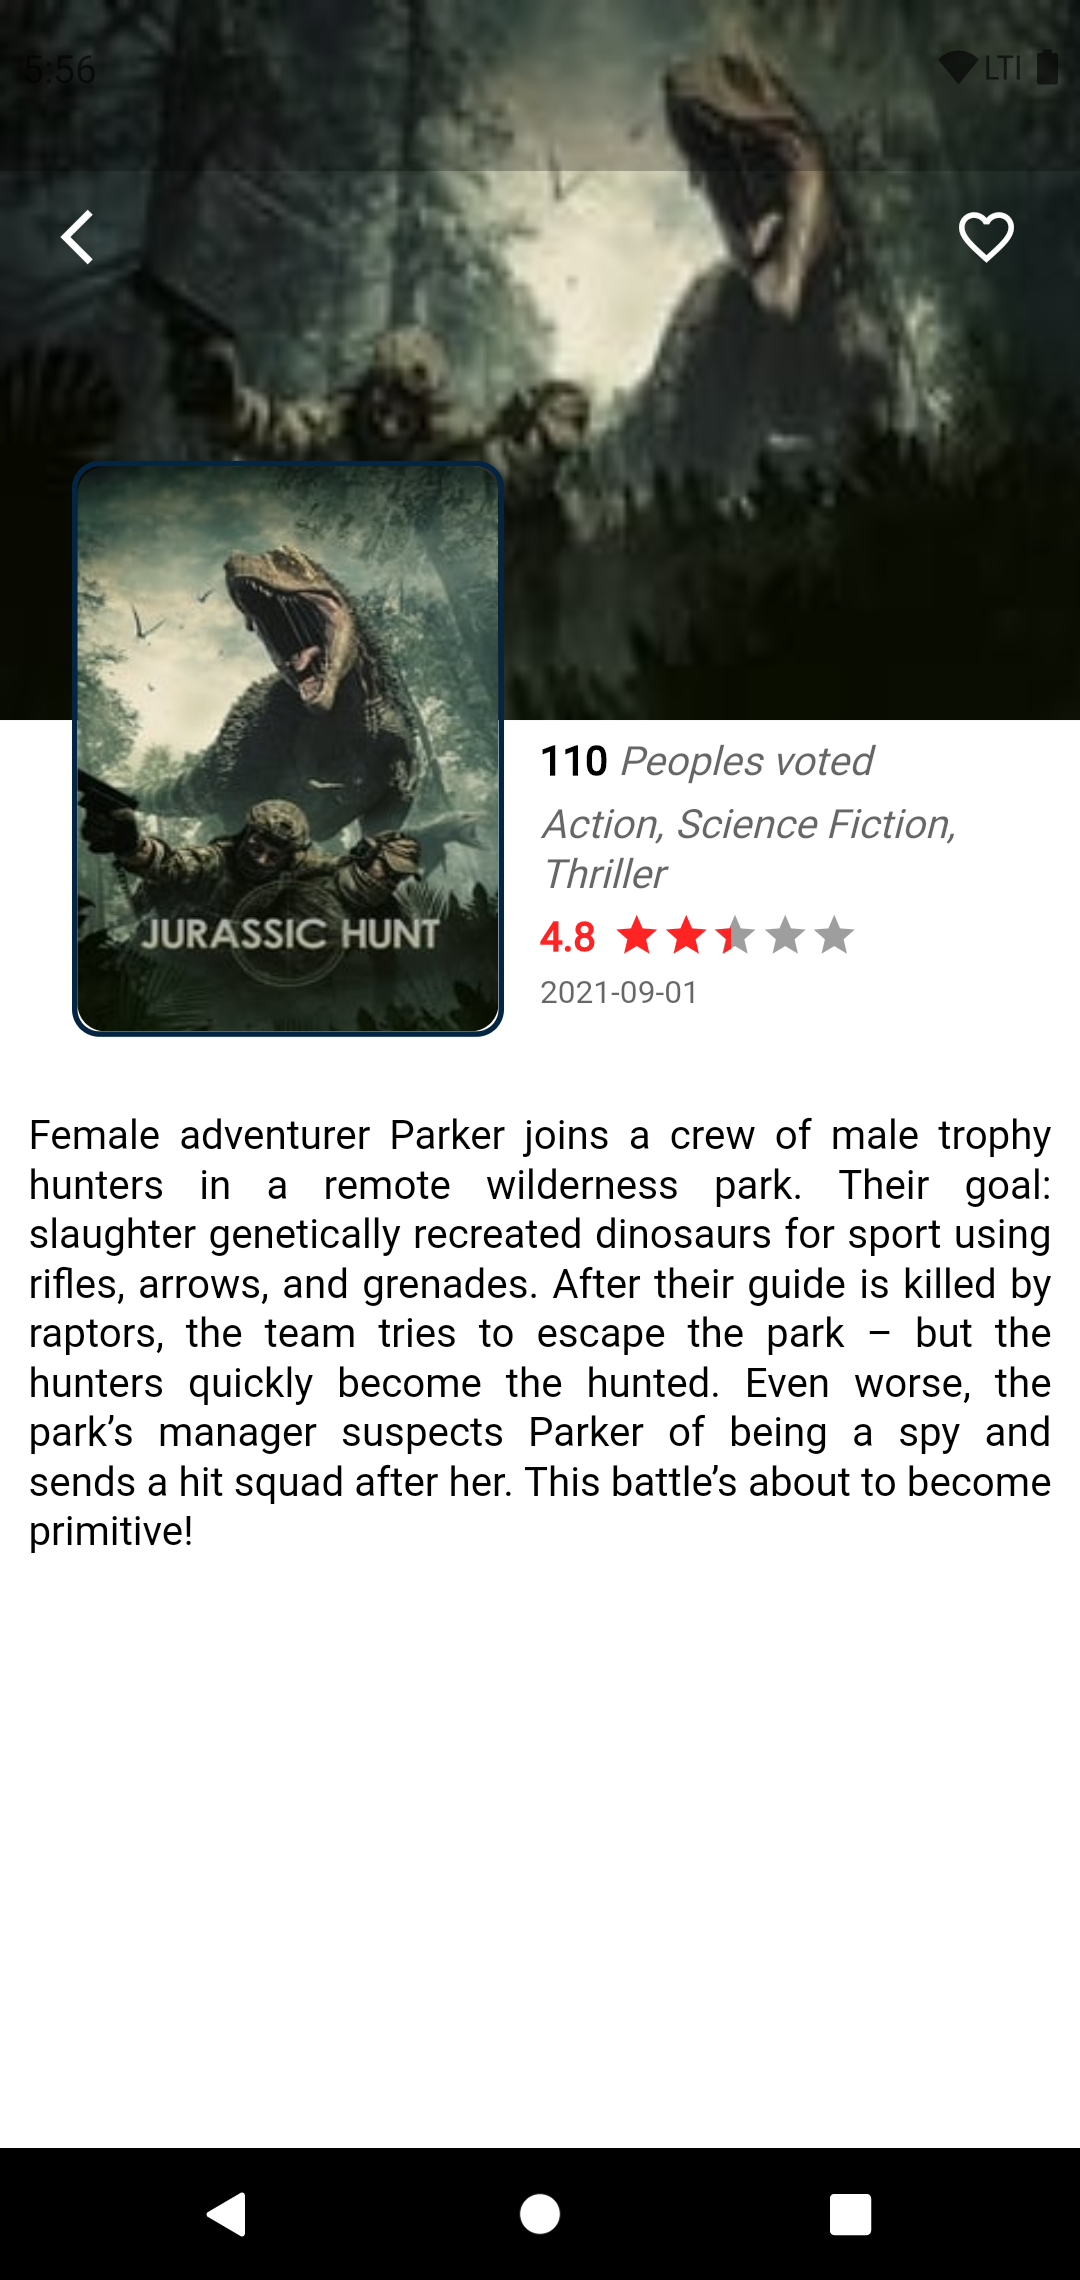 5:56
LTI
JURASSIC HUNT
110 Peoples voted
Action, Science Fiction,
Thriller
4.8
2021-09-01
Female adventurer Parker joins a crew of male trophy
hunters in a remote wilderness park. Their goal:
slaughter genetically recreated dinosaurs for sport using
rifles, arrows, and grenades. After their guide is killed by
raptors, the team tries to escape the park – but the
hunters quickly become the hunted. Even worse, the
park’s manager suspects Parker of being a spy and
sends a hit squad after her. This battle’s about to become
primitive!